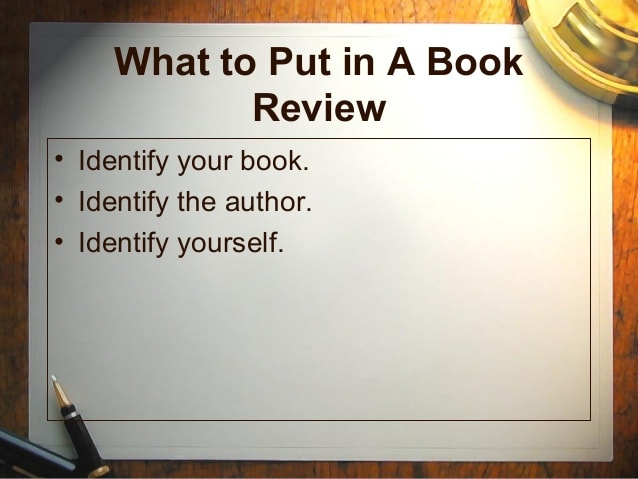 What to Put in A Book
Review
• Identify your book.
• Identify the author.
• Identify yourself.